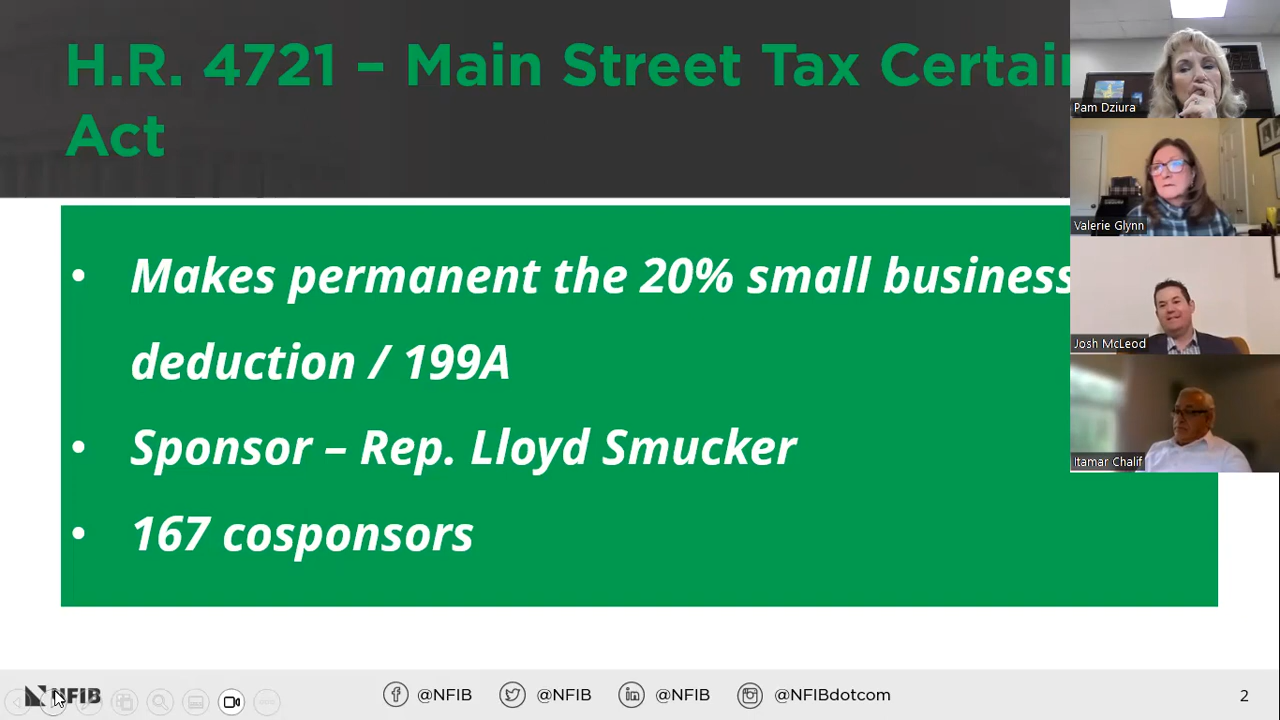 H.R. 4721 – Main Street Tax Certai
Act
• Makes permanent the 20% small business
deduction / 199A
• Sponsor – Rep. Lloyd Smucker
• 167 cosponsors
Pam Dziura
Valerie Glynn
Josh McLeod
Itamar Chalif
NFIB
@NFIB
@NFIB
@NFIB
@NFIBdotcom
2